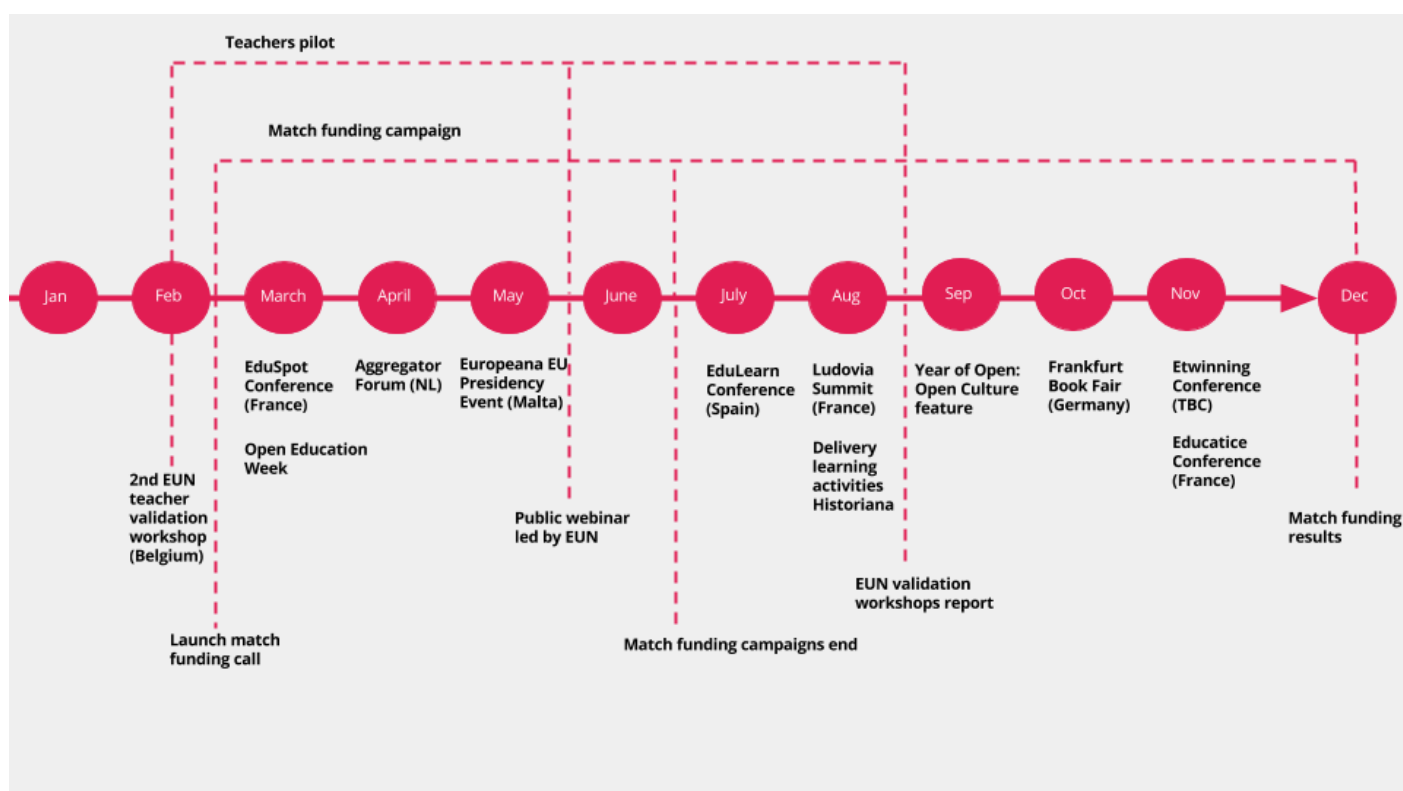 Teachers pilot
Match funding campaign
Jan
Feb
March
April
May
June
July
Aug
Sep
Oct
Nov
Dec
EduSpot
Conference
(France)
Open Education
Week
Aggregator
Forum (NL)
Europeana EU
Presidency
Event (Malta)
EduLearn
Conference
(Spain)
Ludovia
Summit
(France)
Delivery
learning
activities
Historiana
Year of Open:
Open Culture
feature
Frankfurt
Book Fair
(Germany)
Etwinning
Conference
(TBC)
Educatice
Conference
(France)
2nd EUN
teacher
validation
workshop
(Belgium)
Public webinar
led by EUN
Match funding
results
EUN validation
workshops report
Launch match
funding call
Match funding campaigns end